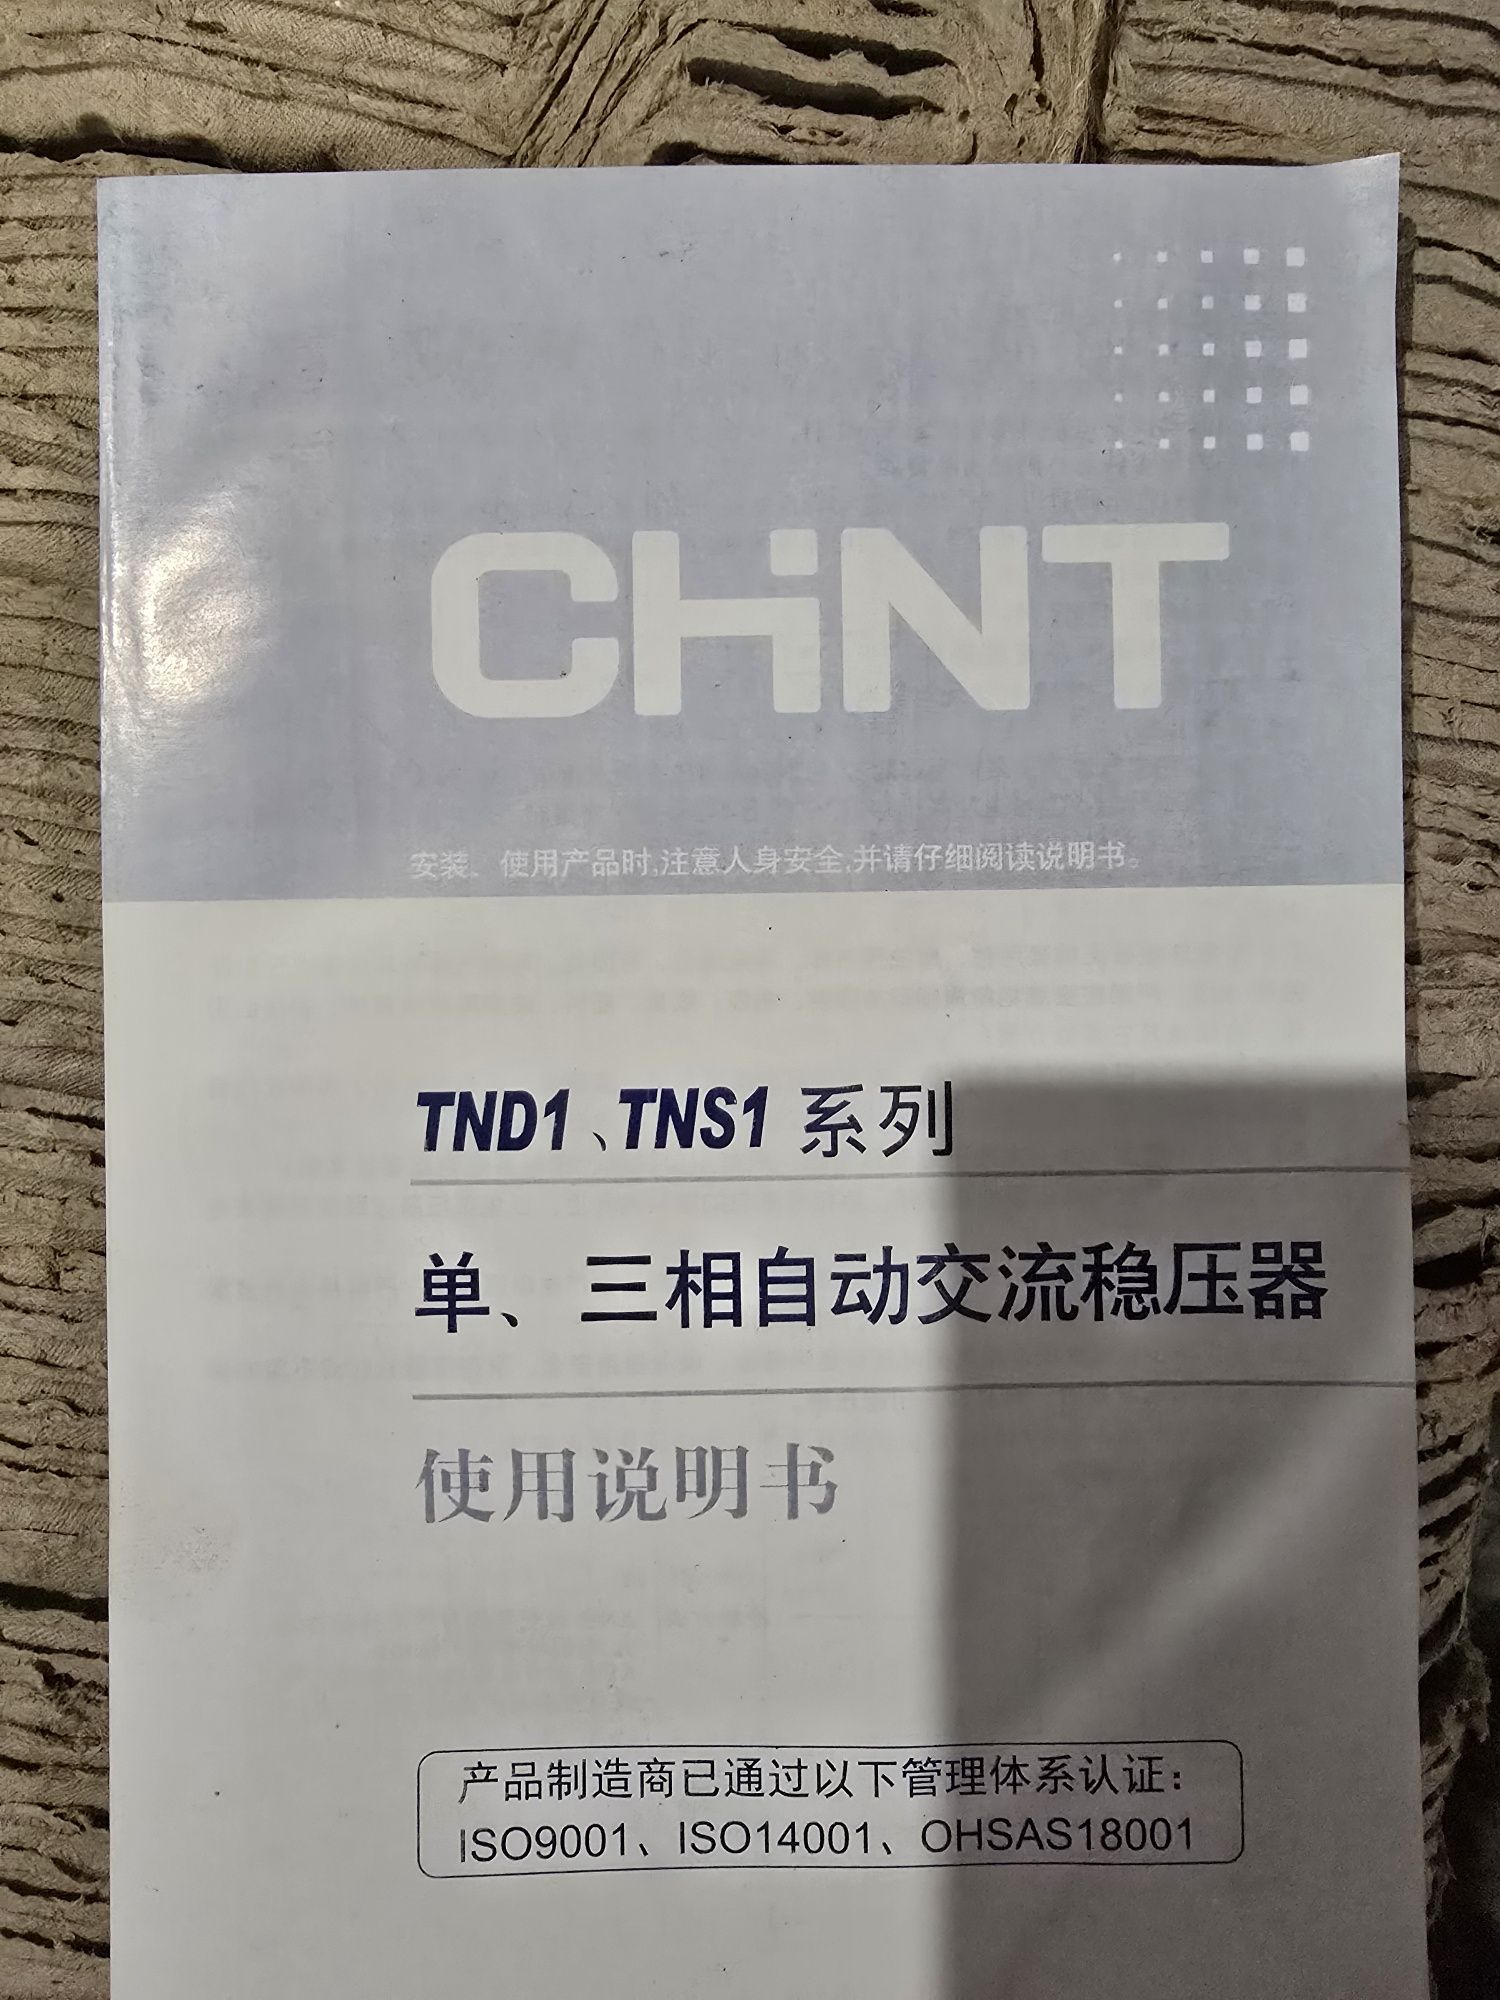 CHiNT
安装、使用产品时,注意人身安全,并请仔细阅读说明书。
TND1、TNS1 系列
单、三相自动交流稳压器
使用说明书
产品制造商已通过以下管理体系认证：
ISO9001、ISO14001、OHSAS18001